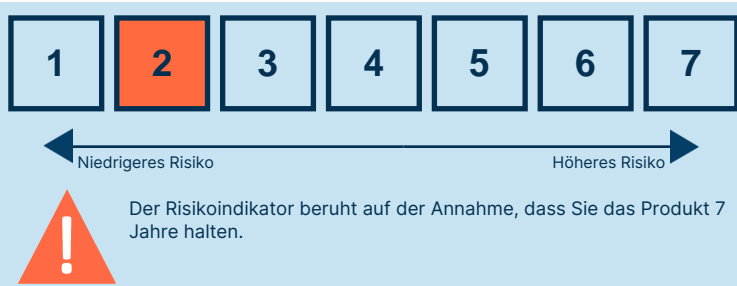 1 2 3 4 5 6 7
Niedrigeres Risiko Höheres Risiko
Der Risikoindikator beruht auf der Annahme, dass Sie das Produkt 7
Jahre halten.